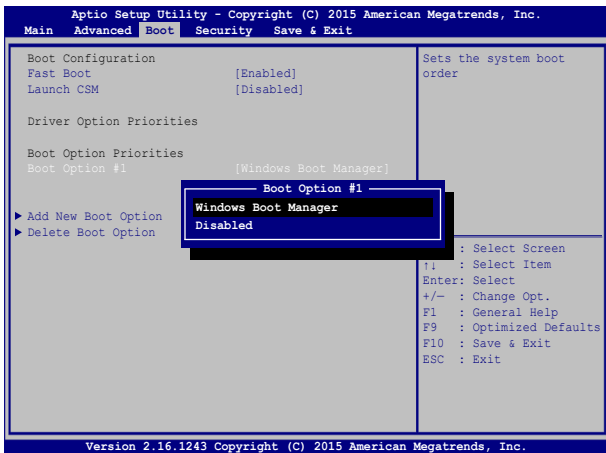 Aptio Setup Utility - Copyright (C) 2015 American Megatrends, Inc.
Main Advanced Boot Security Save & Exit
Boot Configuration
Fast Boot [Enabled]
Launch CSM [Disabled]
Driver Option Priorities
Boot Option Priorities
Boot Option #1 [Windows Boot Manager]
Add New Boot Option
Delete Boot Option
Boot Option #1
Windows Boot Manager
Disabled
Sets the system boot
order
: Select Screen
↑↓ : Select Item
Enter: Select
+/— : Change Opt.
F1 : General Help
F9 : Optimized Defaults
F10 : Save & Exit
ESC : Exit
Version 2.16.1243 Copyright (C) 2015 American Megatrends, Inc.